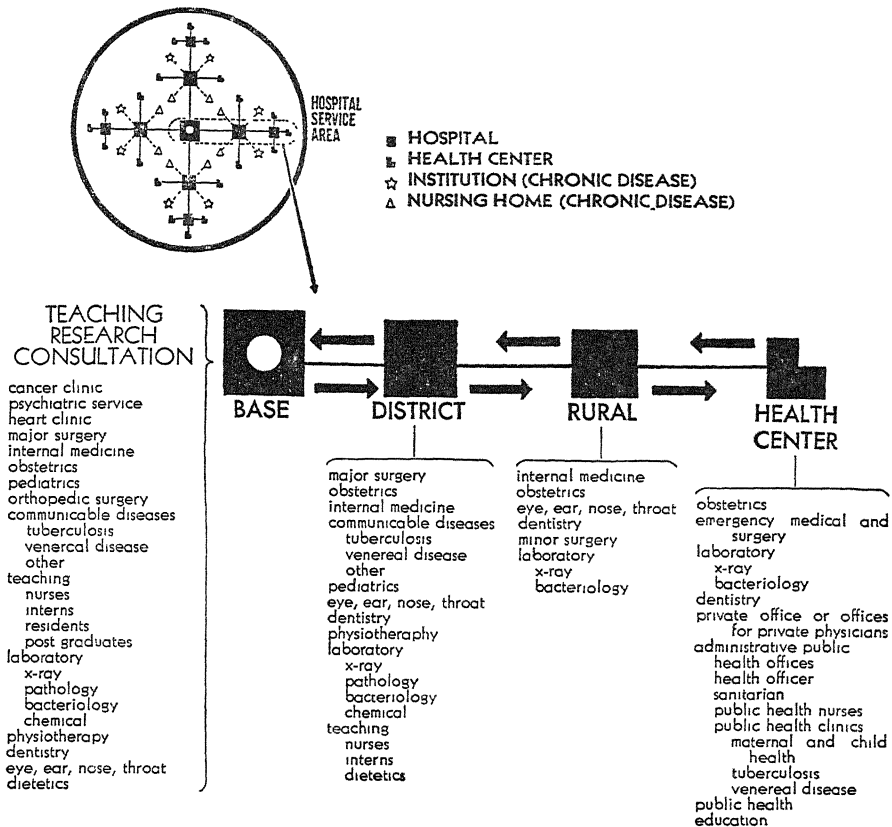 HOSPITAL
SERVICE
AREA
HOSPITAL
HEALTH CENTER
INSTITUTION (CHRONIC DISEASE)
NURSING HOME (CHRONIC DISEASE)
TEACHING
RESEARCH
CONSULTATION
cancer clinic
psychiatric service
heart clinic
major surgery
internal medicine
obstetrics
pediatrics
orthopedic surgery
communicable diseases
tuberculosis
venereal disease
other
teaching
nurses
interns
residents
post graduates
laboratory
x-ray
pathology
bacteriology
chemical
physiotherapy
dentistry
eye, ear, nose, throat
dietetics
BASE
DISTRICT
major surgery
obstetrics
internal medicine
communicable diseases
tuberculosis
venereal disease
other
pediatrics
eye, ear, nose, throat
dentistry
physiotheraphy
laboratory
x-ray
pathology
bacteriology
chemical
teaching
nurses
interns
dietetics
RURAL
internal medicine
obstetrics
eye, ear, nose, throat
dentistry
minor surgery
laboratory
x-ray
bacteriology
HEALTH
CENTER
obstetrics
emergency medical and
surgery
laboratory
x-ray
bacteriology
dentistry
private office or offices
for private physicians
administrative public
health offices
health officer
sanitarian
public health nurses
public health clinics
maternal and child
health
tuberculosis
venereal disease
public health
education